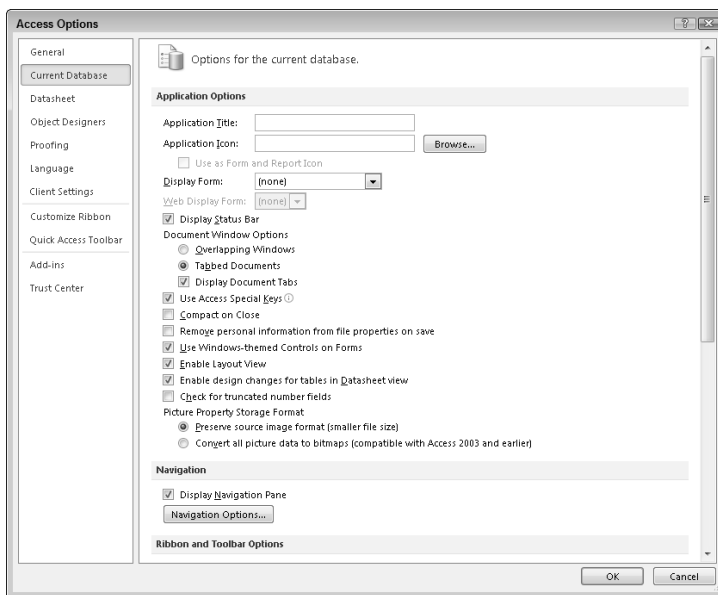 Access Options
General
Current Database
Datasheet
Object Designers
Proofing
Language
Client Settings
Customize Ribbon
Quick Access Toolbar
Add-ins
Trust Center
Options for the current database.
Application Options
Application Title:
Application Icon:
Browse...
Use as Form and Report Icon
Display Form: (none)
Web Display Form: (none)
Display Status Bar
Document Window Options
Overlapping Windows
Tabbed Documents
Display Document Tabs
Use Access Special Keys
Compact on Close
Remove personal information from file properties on save
Use Windows-themed Controls on Forms
Enable Layout View
Enable design changes for tables in Datasheet view
Check for truncated number fields
Picture Property Storage Format
Preserve source image format (smaller file size)
Convert all picture data to bitmaps (compatible with Access 2003 and earlier)
Navigation
Display Navigation Pane
Navigation Options...
Ribbon and Toolbar Options
OK Cancel